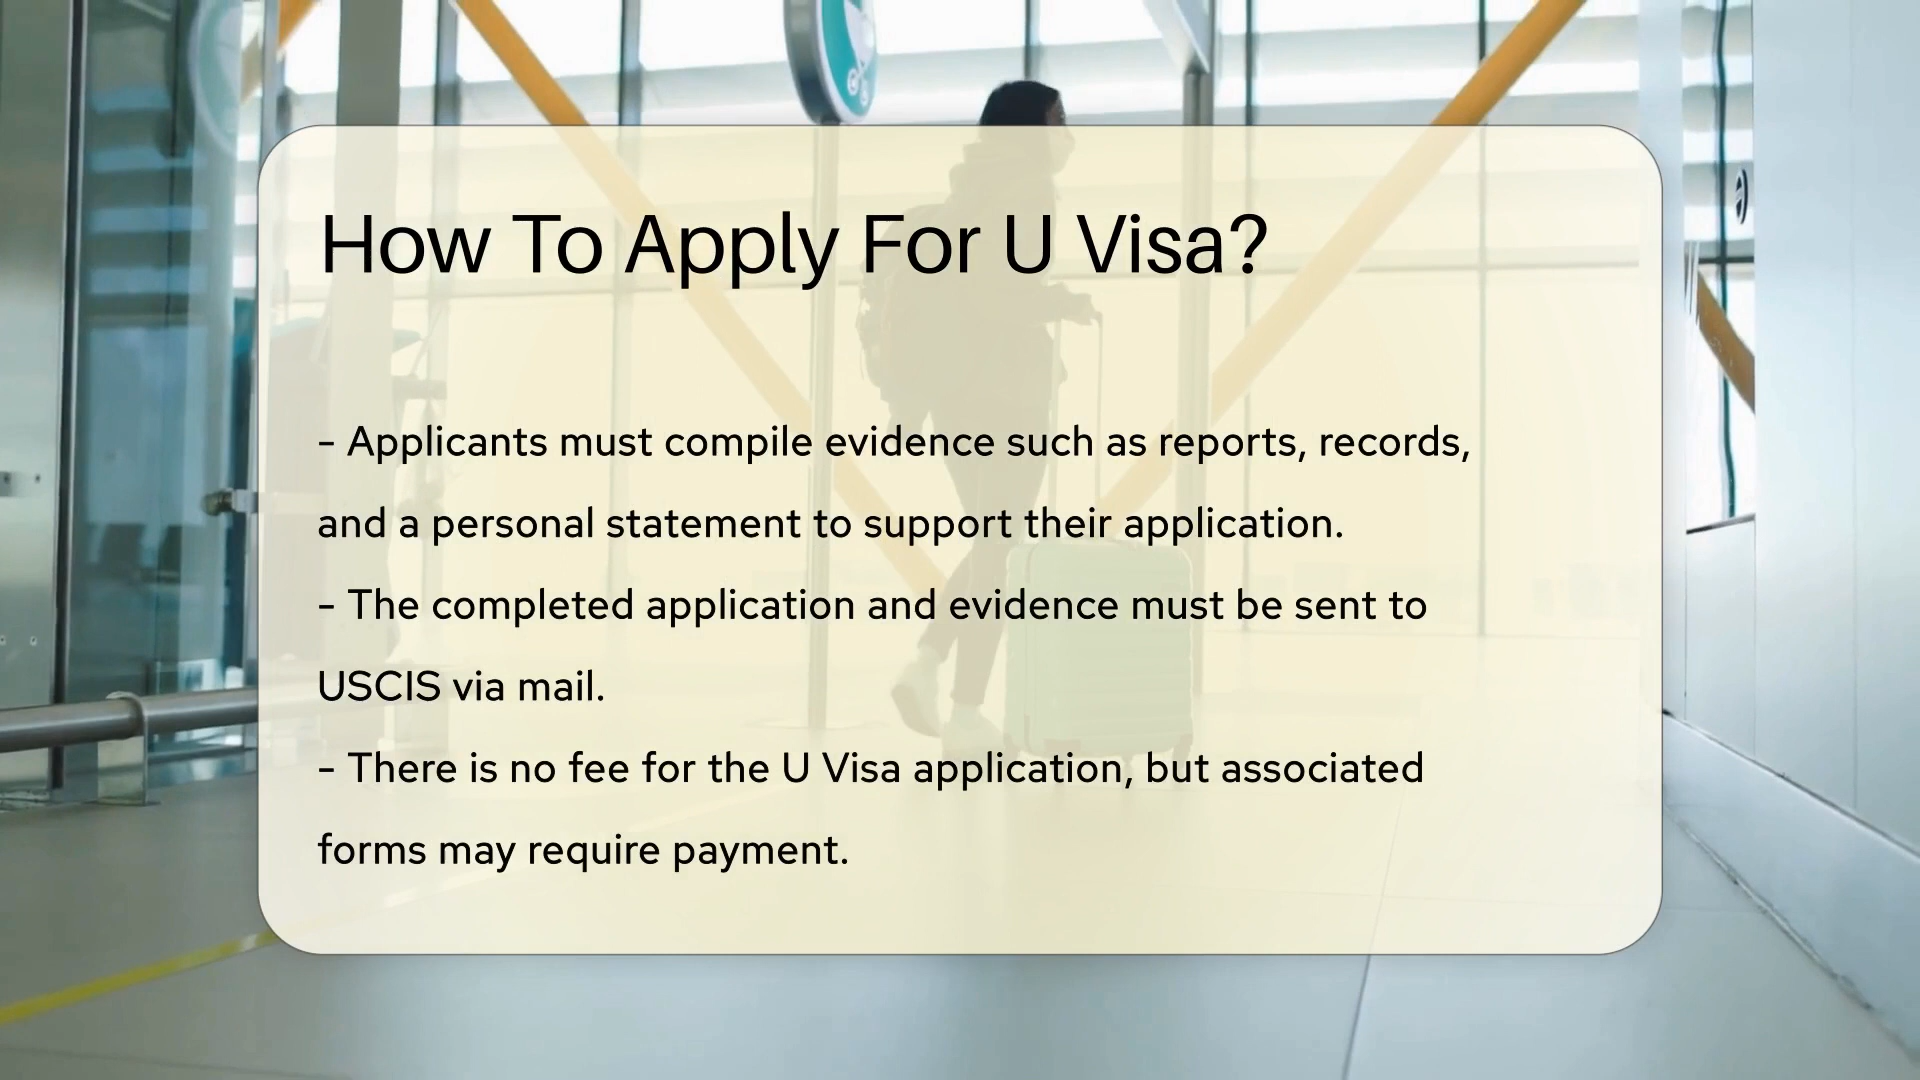 How To Apply For U Visa?
- Applicants must compile evidence such as reports, records,
and a personal statement to support their application.
- The completed application and evidence must be sent to
USCIS via mail.
- There is no fee for the U Visa application, but associated
forms may require payment.